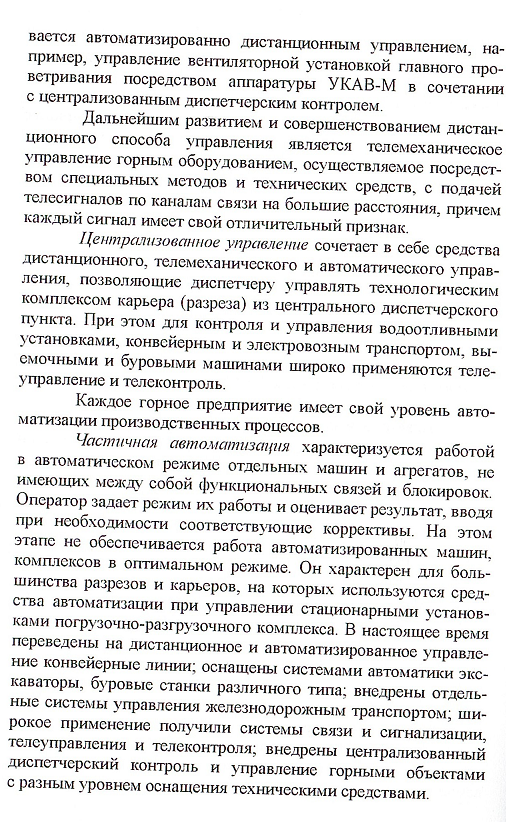 вается автоматизированно дистанционным управлением, на-
пример, управление вентиляторной установкой главного про-
ветривания посредством аппаратуры УКАВ-М в сочетании
с централизованным диспетчерским контролем.
Дальнейшим развитием и совершенствованием дистан-
ционного способа управления является телемеханическое
управление горным оборудованием, осуществляемое посредст-
вом специальных методов и технических средств, с подачей
телесигналов по каналам связи на большие расстояния, причем
каждый сигнал имеет свой отличительный признак.
Централизованное управление сочетает в себе средства
дистанционного, телемеханического и автоматического управ-
ления, позволяющие диспетчеру управлять технологическим
комплексом карьера (разреза) из центрального диспетчерского
пункта. При этом для контроля и управления водоотливными
установками, конвейерным и электровозным транспортом, вы-
емочными и буровыми машинами широко применяются теле-
управление и телеконтроль.
Каждое горное предприятие имеет свой уровень авто-
матизации производственных процессов.
Частичная автоматизация характеризуется работой
в автоматическом режиме отдельных машин и агрегатов, не
имеющих между собой функциональных связей и блокировок.
Оператор задает режим их работы и оценивает результат, вводя
при необходимости соответствующие коррективы. На этом
этапе не обеспечивается работа автоматизированных машин,
комплексов в оптимальном режиме. Он характерен для боль-
шинства разрезов и карьеров, на которых используются сред-
ства автоматизации при управлении стационарными установ-
ками погрузочно-разгрузочного комплекса. В настоящее время
переведены на дистанционное и автоматизированное управле-
ние конвейерные линии; оснащены системами автоматики экс-
каваторы, буровые станки различного типа; внедрены отдель-
ные системы управления железнодорожным транспортом; ши-
рокое применение получили системы связи и сигнализации,
телеуправления и телеконтроля; внедрены централизованный
диспетчерский контроль и управление горными объектами
с разным уровнем оснащения техническими средствами.